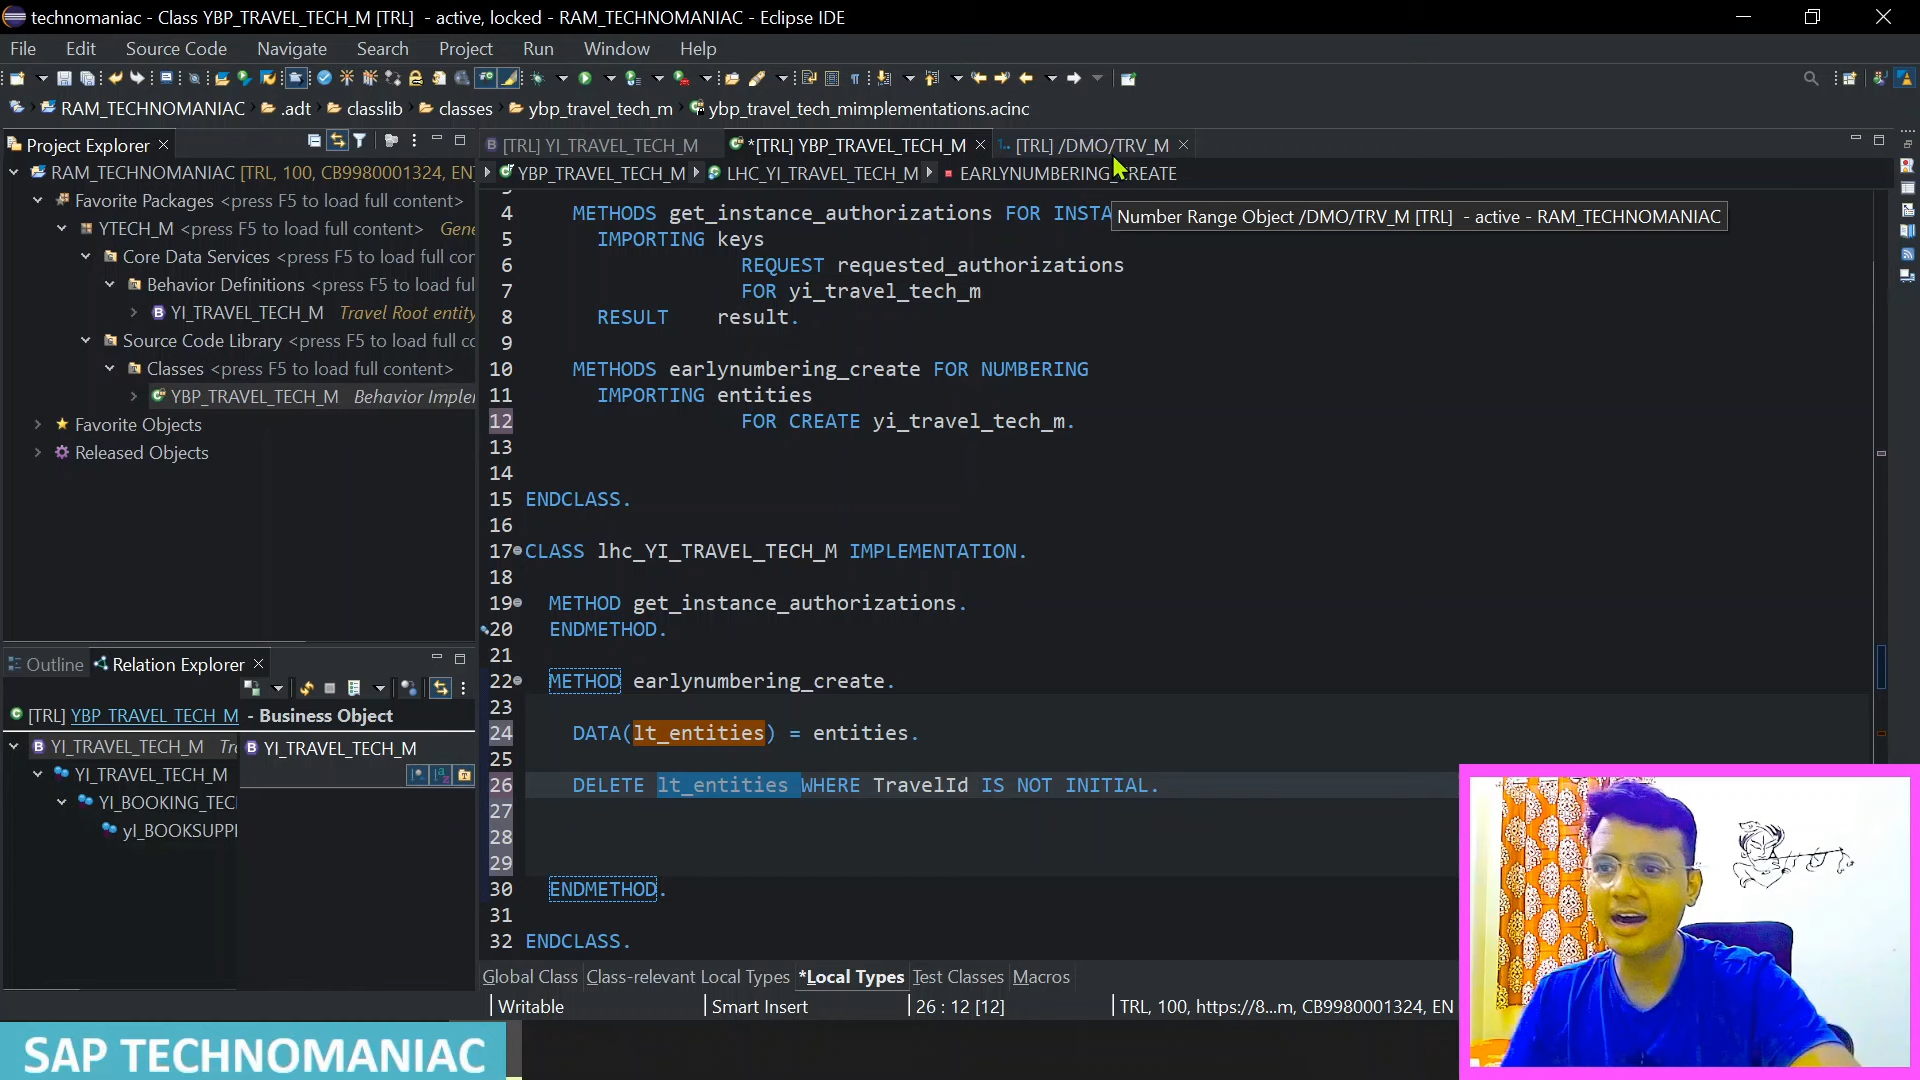 technomaniac - Class YBP_TRAVEL_TECH_M [TRL] - active, locked - RAM_TECHNOMANIAC - Eclipse IDE
File Edit Source Code Navigate Search Project Run Window Help
RAM_TECHNOMANIAC .adt classlib classes ybp_travel_tech_m ybp_travel_tech_mimplementations.acinc
Project Explorer
RAM_TECHNOMANIAC [TRL, 100, CB9980001324, EN
Favorite Packages <press F5 to load full content>
YTECH_M <press F5 to load full content> Gene
Core Data Services <press F5 to load full con
Behavior Definitions <press F5 to load ful
YI_TRAVEL_TECH_M Travel Root entity
Source Code Library <press F5 to load full cc
Classes <press F5 to load full content>
YBP_TRAVEL_TECH_M Behavior Impler
Favorite Objects
Released Objects
Outline Relation Explorer
[TRL] YBP_TRAVEL_TECH_M - Business Object
YI_TRAVEL_TECH_M Tra
YI_TRAVEL_TECH_M
YI_TRAVEL_TECH_M
YI_BOOKING_TECI
yI_BOOKSUPPI
[TRL] YI_TRAVEL_TECH_M *[TRL] YBP_TRAVEL_TECH_M [TRL] /DMO/TRV_M
YBP_TRAVEL_TECH_M LHC_YI_TRAVEL_TECH_M EARLYNUMBERING_CREATE
Number Range Object /DMO/TRV_M [TRL] - active - RAM_TECHNOMANIAC
4 METHODS get_instance_authorizations FOR INSTA
5 IMPORTING keys
6 REQUEST requested_authorizations
7 FOR yi_travel_tech_m
8 RESULT result.
9
10 METHODS earlynumbering_create FOR NUMBERING
11 IMPORTING entities
12 FOR CREATE yi_travel_tech_m.
13
14
15 ENDCLASS.
16
17 CLASS lhc_YI_TRAVEL_TECH_M IMPLEMENTATION.
18
19 METHOD get_instance_authorizations.
20 ENDMETHOD.
21
22 METHOD earlynumbering_create.
23
24 DATA(lt_entities) = entities.
25
26 DELETE lt_entities WHERE TravelId IS NOT INITIAL.
27
28
29
30 ENDMETHOD.
31
32 ENDCLASS.
Global Class Class-relevant Local Types *Local Types Test Classes Macros
Writable Smart Insert 26 : 12 [12] TRL, 100, https://8...m, CB9980001324, EN
SAP TECHNOMANIAC